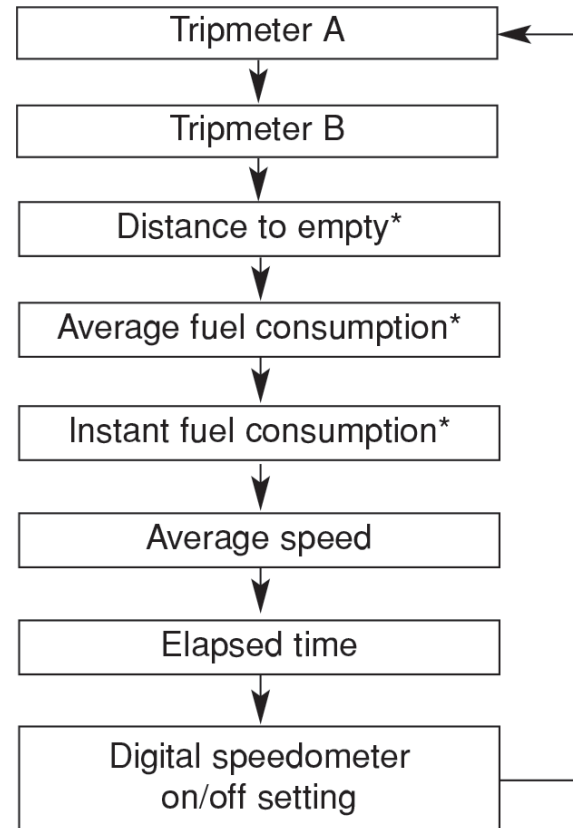 Tripmeter A
Tripmeter B
Distance to empty*
Average fuel consumption*
Instant fuel consumption*
Average speed
Elapsed time
Digital speedometer
on/off setting